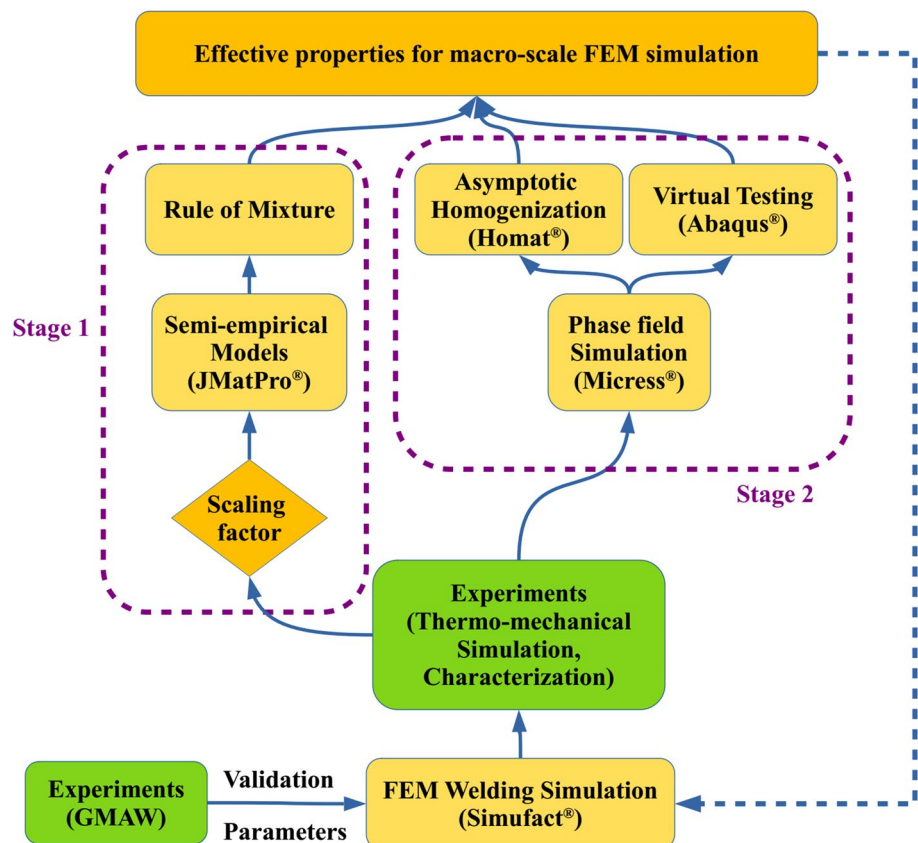 Effective properties for macro-scale FEM simulation
Rule of Mixture
Asymptotic
Homogenization
(Homat®)
Virtual Testing
(Abaqus®)
Stage 1
Semi-empirical
Models
(JMatPro®)
Phase field
Simulation
(Micress®)
Stage 2
Scaling
factor
Experiments
(Thermo-mechanical
Simulation,
Characterization)
Experiments
(GMAW)
Validation
Parameters
FEM Welding Simulation
(Simufact®)